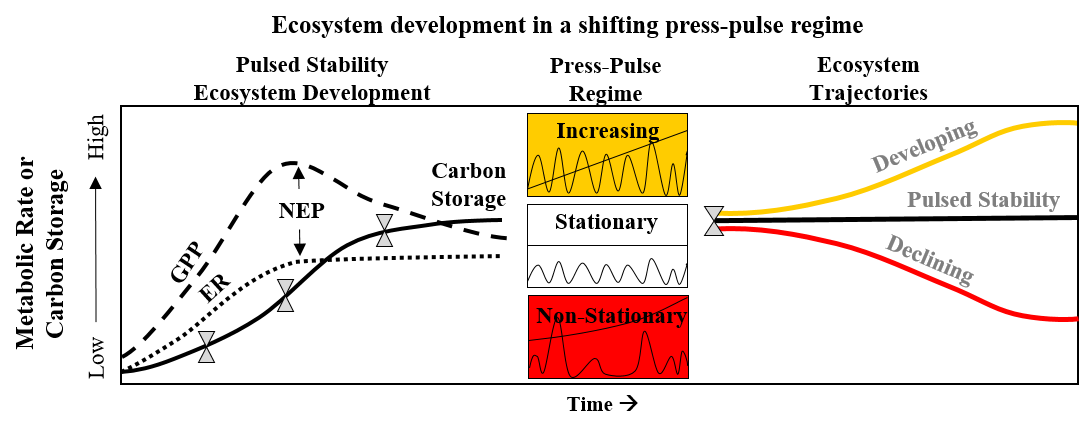 Ecosystem development in a shifting press-pulse regime
Pulsed Stability
Ecosystem Development
Press-Pulse
Regime
Ecosystem
Trajectories
Metabolic Rate or
Carbon Storage
Low
High
GPP
ER
NEP
Carbon
Storage
Increasing
Stationary
Non-Stationary
Developing
Pulsed Stability
Declining
Time →